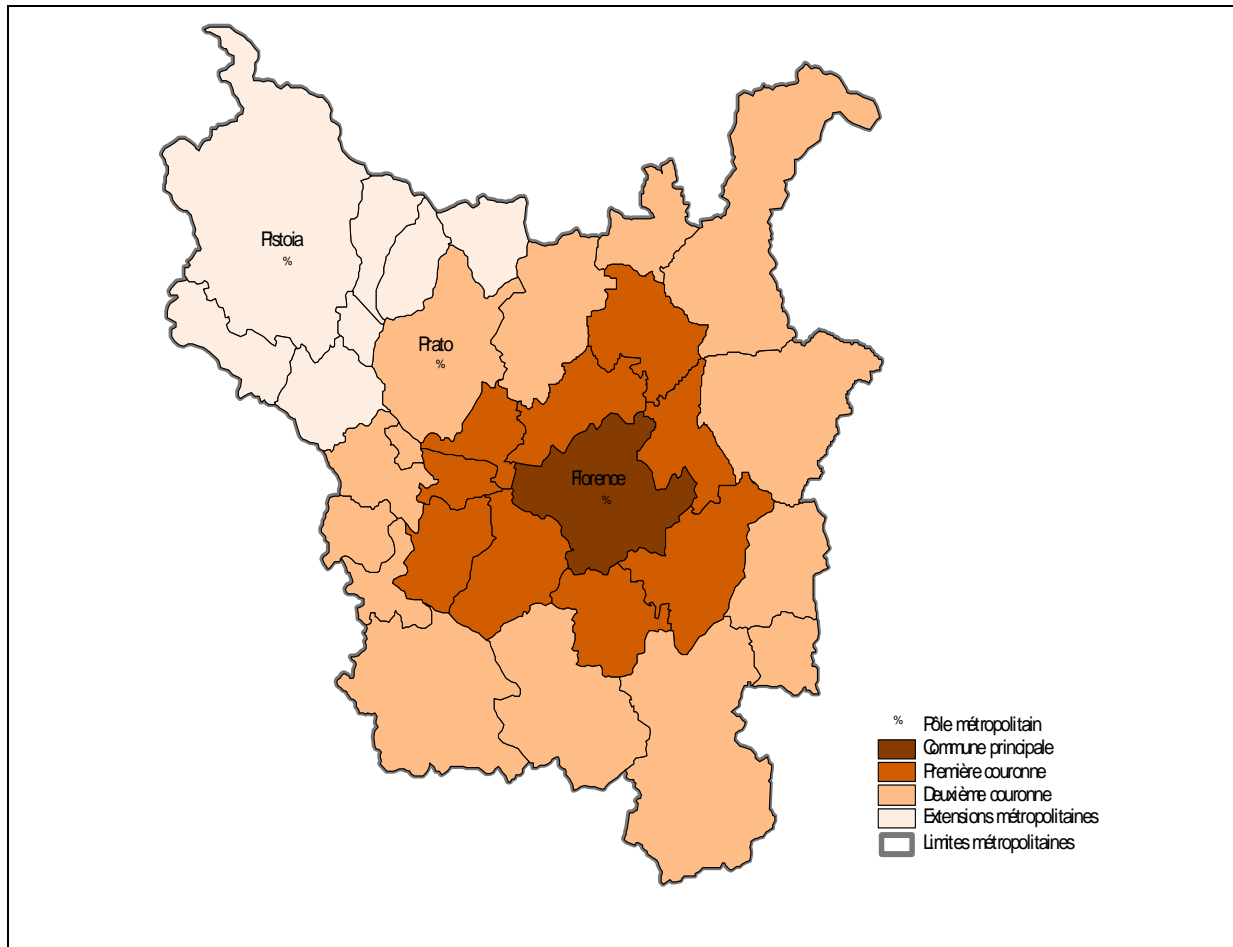 Pistoia
%
Prato
%
Florence
%
% Pôle métropolitain
Commune principale
Première couronne
Deuxième couronne
Extensions métropolitaines
Limites métropolitaines